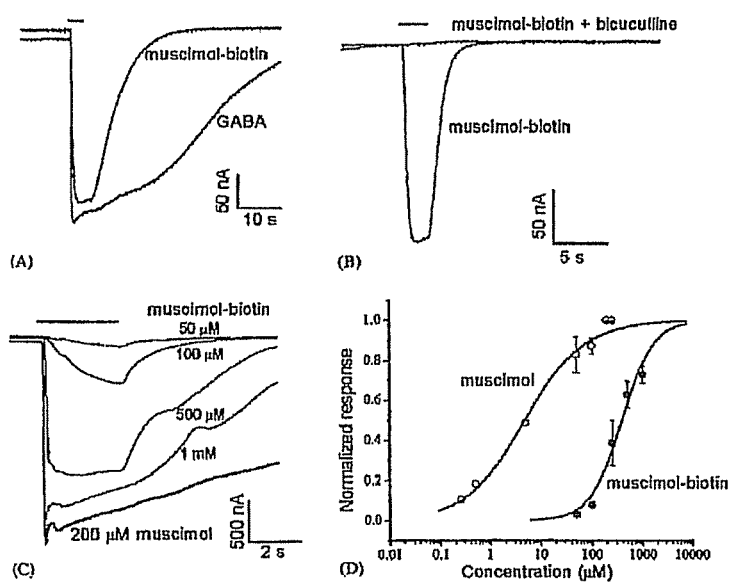 muscimol-biotin
GABA
50 nA
10 s
(A)
muscimol-biotin + bicuculline
muscimol-biotin
50 nA
5 s
(B)
muscimol-biotin
50 µM
100 µM
500 µM
1 mM
200 µM muscimol
500 nA
2 s
(C)
Normalized response
1.0
0.8
0.6
0.4
0.2
0.0
muscimol
muscimol-biotin
0.01
0.1
1
10
100
1000
10000
Concentration (µM)
(D)